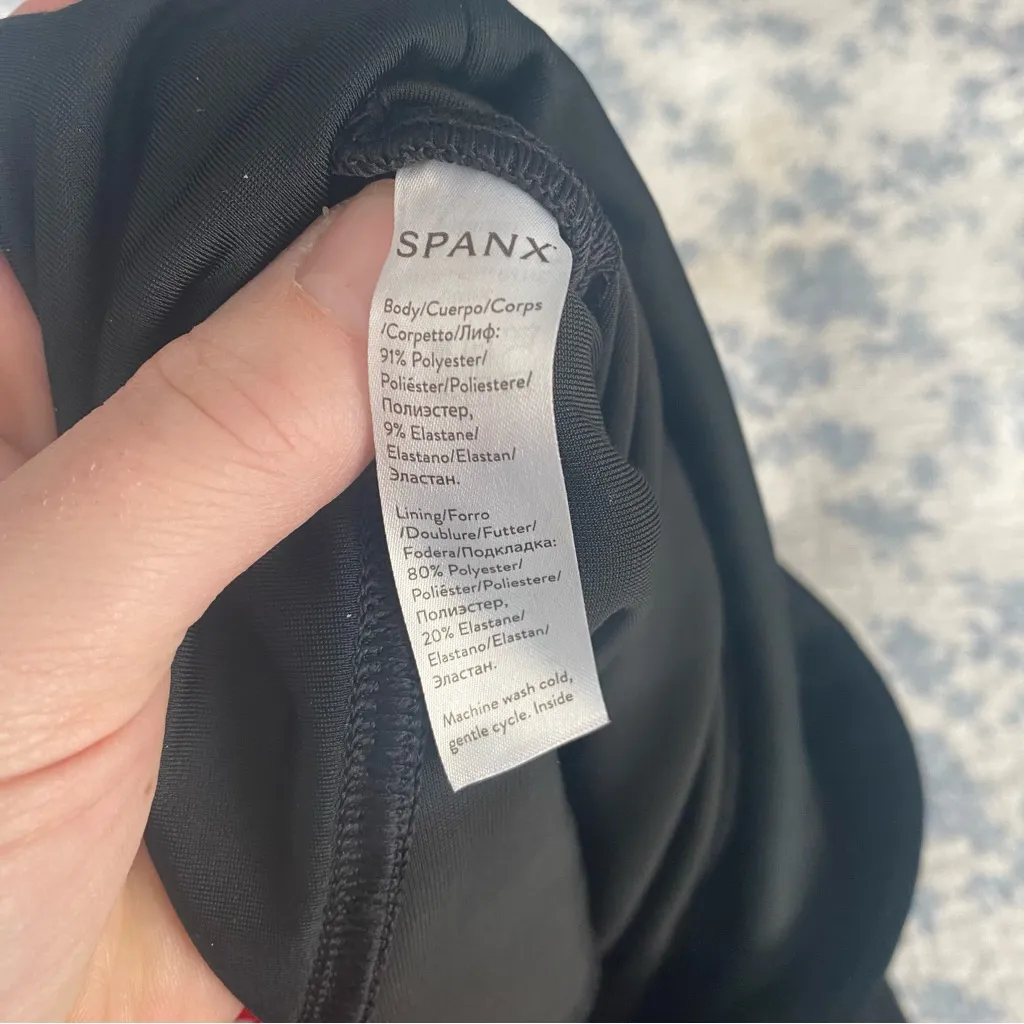 SPANX
Body/Cuerpo/Corps
/Corpetto/Лиф:
91% Polyester/
Poliéster/Poliestere/
Полиэстер,
9% Elastane/
Elastano/Elastan/
Эластан.
Lining/Forro
/Doublure/Futter/
Fodera/Подкладка:
80% Polyester/
Poliéster/Poliestere/
Полиэстер,
20% Elastane/
Elastano/Elastan/
Эластан.
Machine wash cold,
gentle cycle. Inside